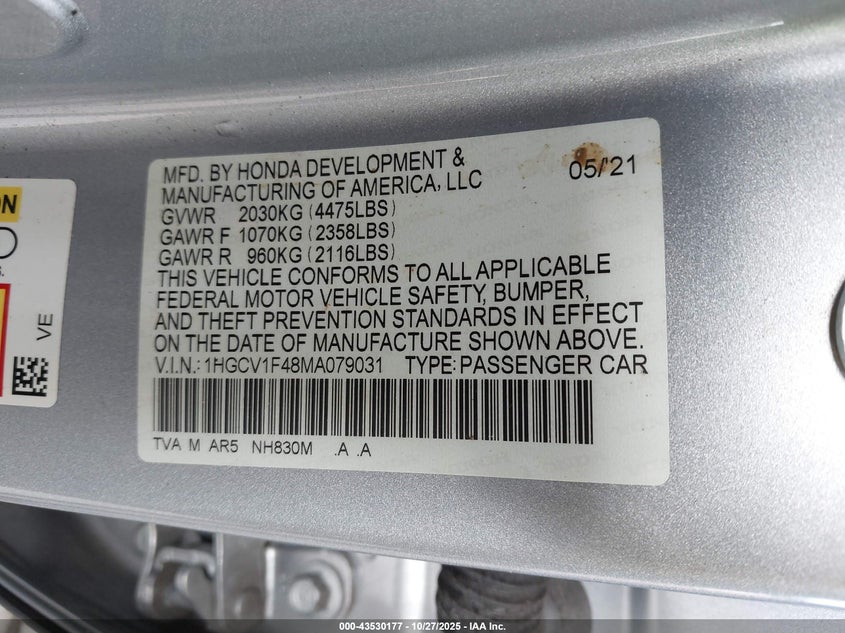 MFD. BY HONDA DEVELOPMENT & 05/'21
MANUFACTURING OF AMERICA, LLC
GVWR 2030KG (4475LBS)
GAWR F 1070KG (2358LBS)
GAWR R 960KG (2116LBS)
THIS VEHICLE CONFORMS TO ALL APPLICABLE
FEDERAL MOTOR VEHICLE SAFETY, BUMPER,
AND THEFT PREVENTION STANDARDS IN EFFECT
ON THE DATE OF MANUFACTURE SHOWN ABOVE.
V.I.N.: 1HGCV1F48MA079031 TYPE: PASSENGER CAR
TVA M AR5 NH830M .A .A
VE
000-43530177 - 10/27/2025 - IAA Inc.